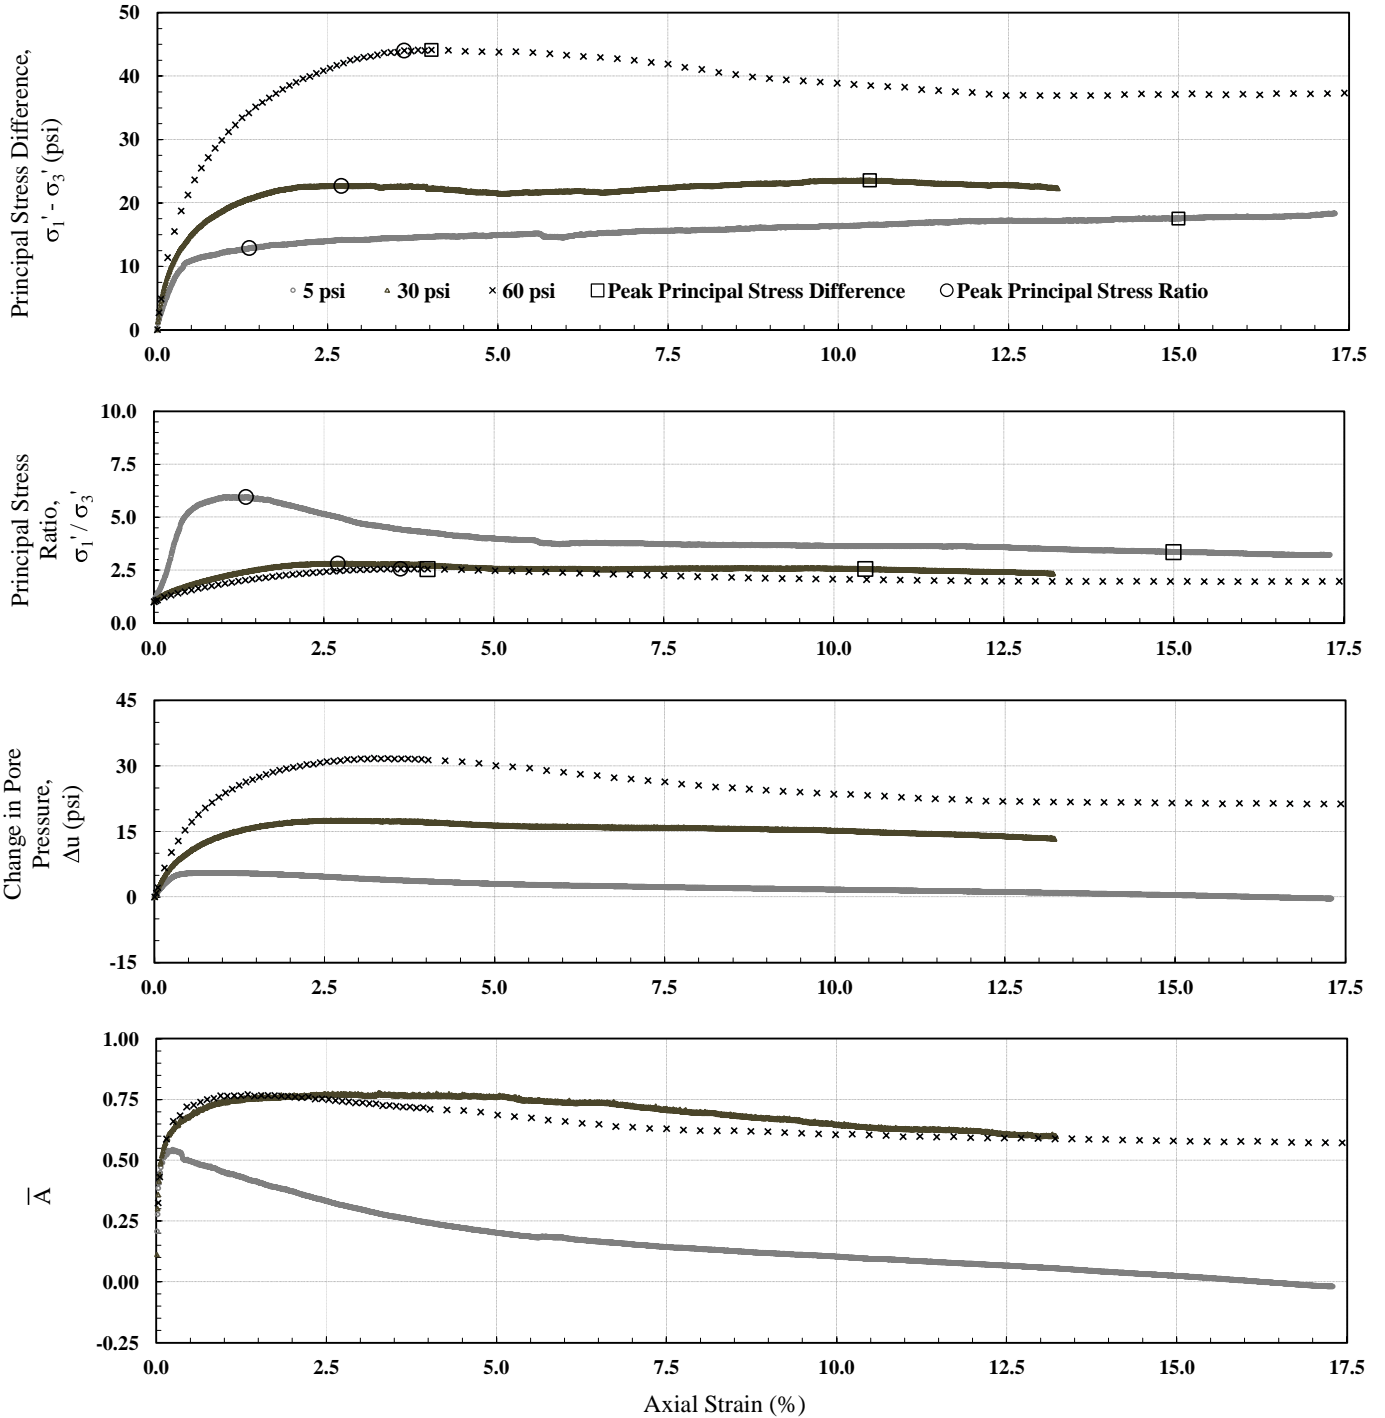 Principal Stress Difference,
σ₁' - σ₃' (psi)
50
40
30
20
10
0
5 psi 30 psi 60 psi Peak Principal Stress Difference Peak Principal Stress Ratio
0.0 2.5 5.0 7.5 10.0 12.5 15.0 17.5
Principal Stress
Ratio,
σ₁' / σ₃'
10.0
7.5
5.0
2.5
0.0
0.0 2.5 5.0 7.5 10.0 12.5 15.0 17.5
Change in Pore
Pressure,
Δu (psi)
45
30
15
0
-15
0.0 2.5 5.0 7.5 10.0 12.5 15.0 17.5
A̅
1.00
0.75
0.50
0.25
0.00
-0.25
0.0 2.5 5.0 7.5 10.0 12.5 15.0 17.5
Axial Strain (%)